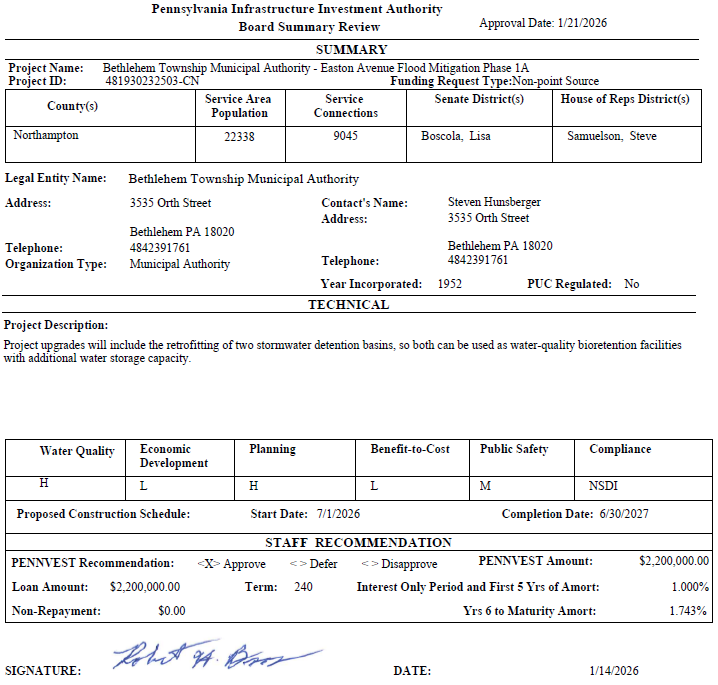 Pennsylvania Infrastructure Investment Authority
Board Summary Review
Approval Date: 1/21/2026
SUMMARY
Project Name: Bethlehem Township Municipal Authority - Easton Avenue Flood Mitigation Phase 1A
Project ID: 481930232503-CN Funding Request Type:Non-point Source
County(s) Service Area Population Service Connections Senate District(s) House of Reps District(s)
Northampton 22338 9045 Boscola, Lisa Samuelson, Steve
Legal Entity Name: Bethlehem Township Municipal Authority
Address: 3535 Orth Street Contact's Name: Steven Hunsberger
Address: 3535 Orth Street
Bethlehem PA 18020 Bethlehem PA 18020
Telephone: 4842391761
Organization Type: Municipal Authority Telephone: 4842391761
Year Incorporated: 1952 PUC Regulated: No
TECHNICAL
Project Description:
Project upgrades will include the retrofitting of two stormwater detention basins, so both can be used as water-quality bioretention facilities
with additional water storage capacity.
Water Quality Economic Development Planning Benefit-to-Cost Public Safety Compliance
H L H L M NSDI
Proposed Construction Schedule: Start Date: 7/1/2026 Completion Date: 6/30/2027
STAFF RECOMMENDATION
PENNVEST Recommendation: <X> Approve < > Defer < > Disapprove PENNVEST Amount: $2,200,000.00
Loan Amount: $2,200,000.00 Term: 240 Interest Only Period and First 5 Yrs of Amort: 1.000%
Non-Repayment: $0.00 Yrs 6 to Maturity Amort: 1.743%
SIGNATURE: DATE: 1/14/2026